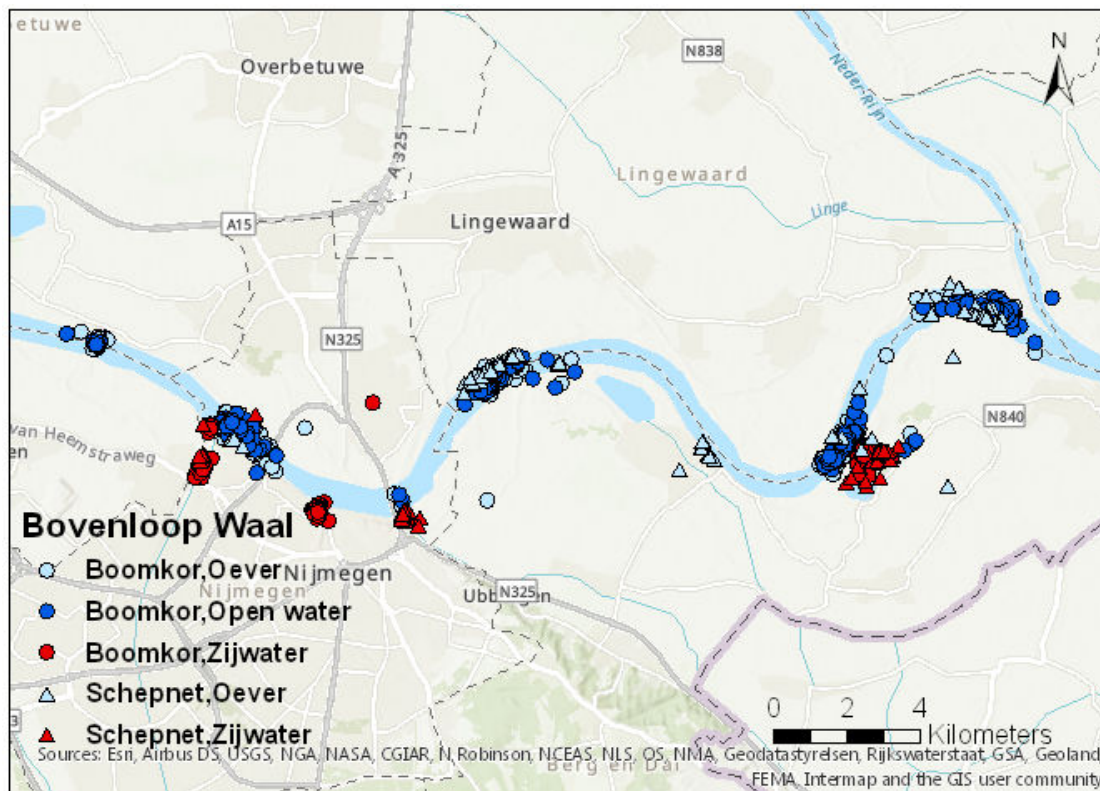 etuwe
Overbetuwe
N838
N
Neder-Rijn
A 325
Lingewaard
Linge
A15
Lingewaard
N325
N840
van Heemstraweg
en
Bovenloop Waal
Boomkor,Oever
Nijmegen
Nijmegen
Boomkor,Open water
N325
Boomkor,Zijwater
Schepnet,Oever
Schepnet,Zijwater
3
0 2 4
Kilometers
Berg en Dal
Sources: Esri, Airbus DS, USGS, NGA, NASA, CGIAR, N Robinson, NCEAS, NLS, OS, NMA, Geodatastyrelsen, Rijkswaterstaat, GSA, Geoland
FEMA, Intermap and the GIS user community